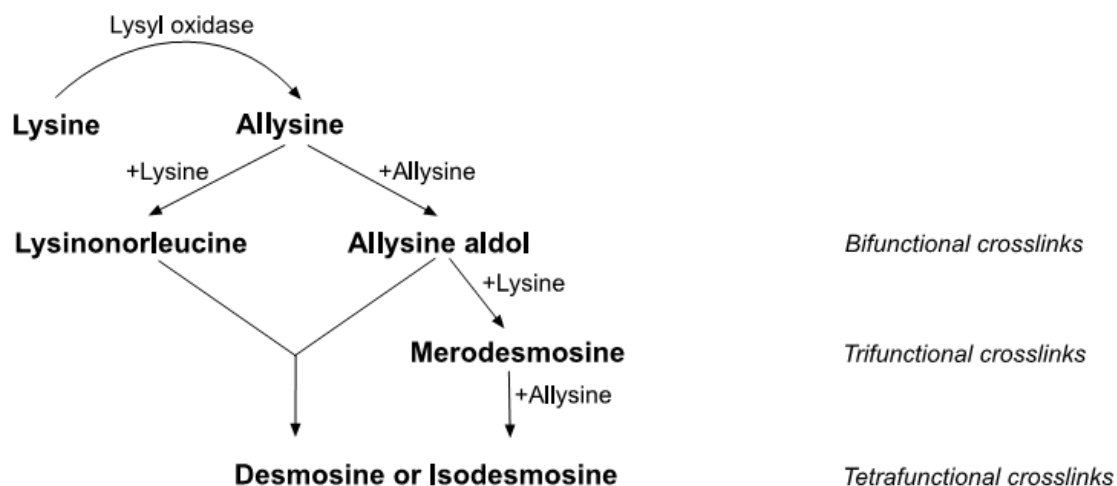 Lysyl oxidase
Lysine Allysine
+Lysine +Allysine
Lysinonorleucine Allysine aldol Bifunctional crosslinks
+Lysine
Merodesmosine Trifunctional crosslinks
+Allysine
Desmosine or Isodesmosine Tetrafunctional crosslinks